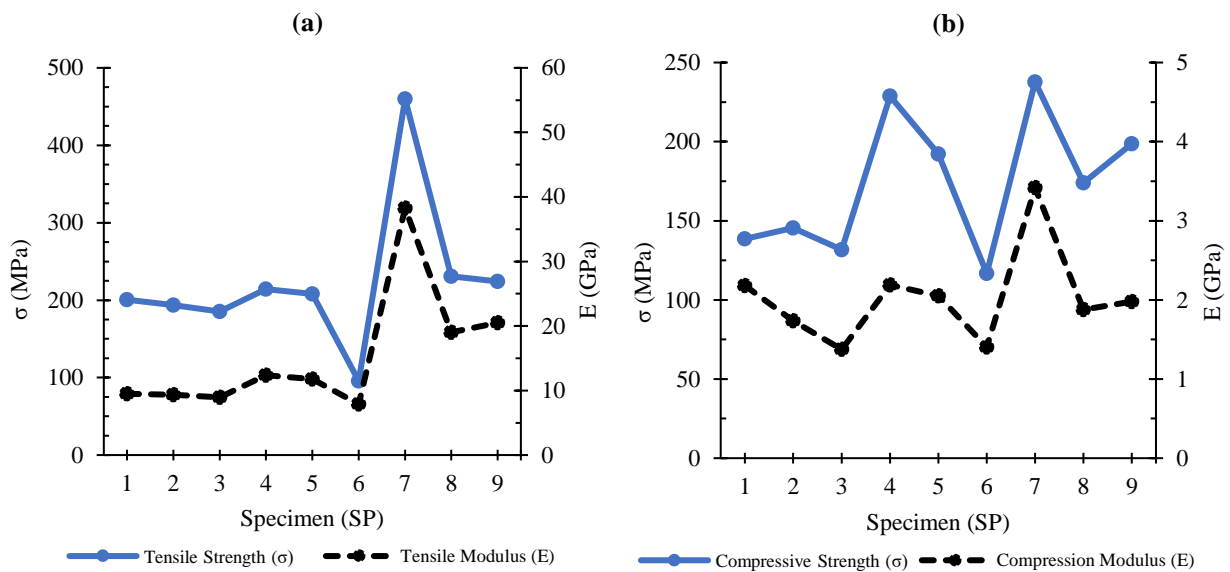 (a)
500
400
300
200
100
0
σ (MPa)
60
50
40
30
20
10
0
E (GPa)
1 2 3 4 5 6 7 8 9
Specimen (SP)
Tensile Strength (σ) Tensile Modulus (E)
(b)
250
200
150
100
50
0
σ (MPa)
5
4
3
2
1
0
E (GPa)
1 2 3 4 5 6 7 8 9
Specimen (SP)
Compressive Strength (σ) Compression Modulus (E)